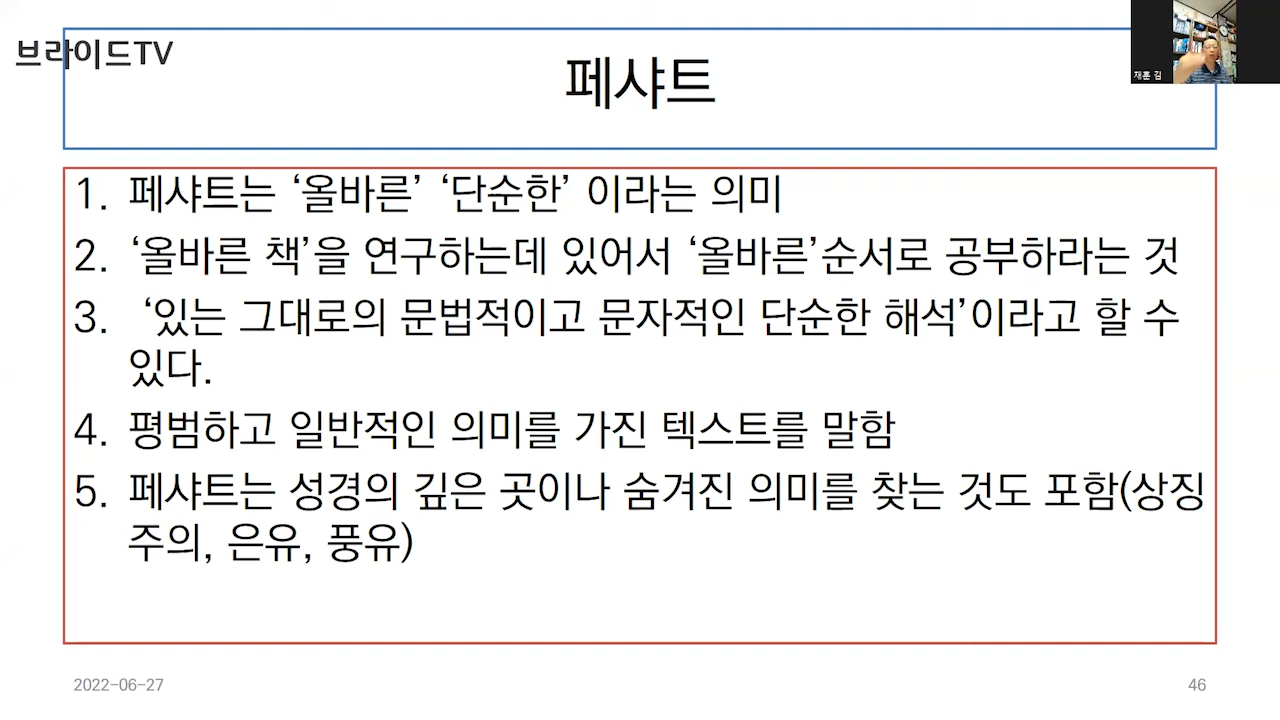 브라이드TV
페샤트
재훈 김
1. 페샤트는 ‘올바른’ ‘단순한’ 이라는 의미
2. ‘올바른 책’을 연구하는데 있어서 ‘올바른’순서로 공부하라는 것
3. ‘있는 그대로의 문법적이고 문자적인 단순한 해석’이라고 할 수
있다.
4. 평범하고 일반적인 의미를 가진 텍스트를 말함
5. 페샤트는 성경의 깊은 곳이나 숨겨진 의미를 찾는 것도 포함(상징
주의, 은유, 풍유)
2022-06-27
46